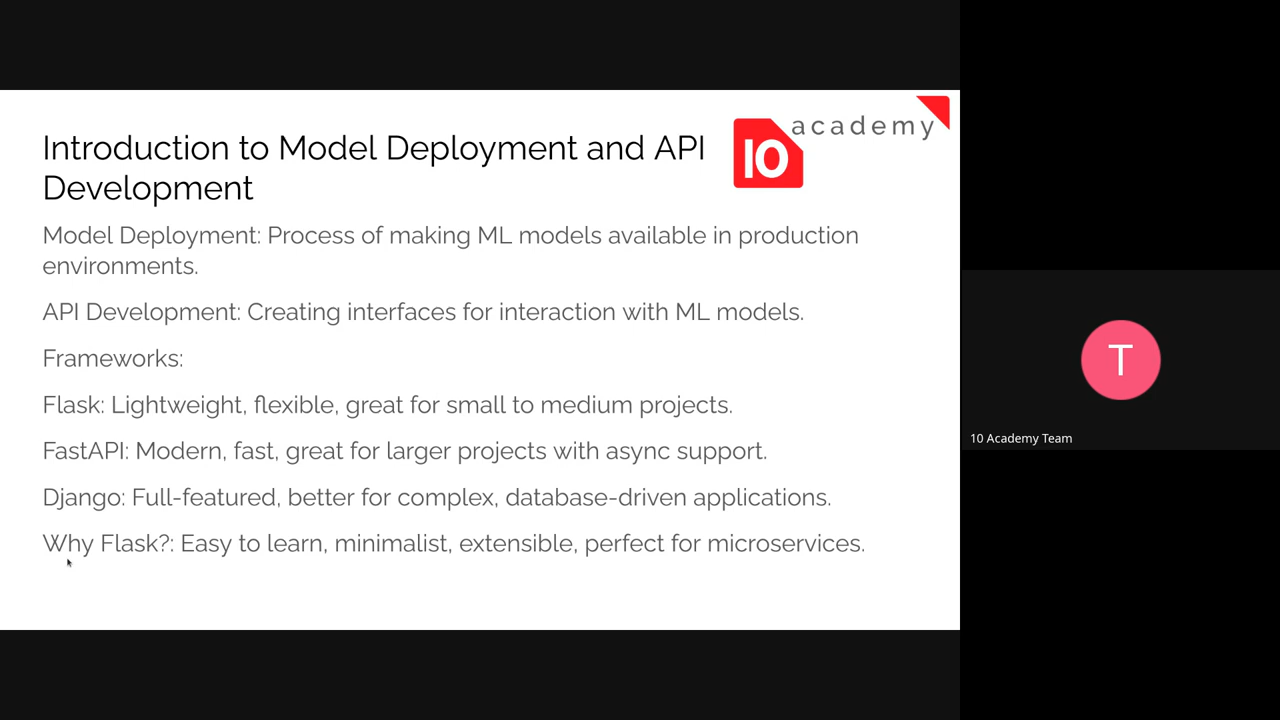 Introduction to Model Deployment and API
Development
10 academy
Model Deployment: Process of making ML models available in production
environments.
API Development: Creating interfaces for interaction with ML models.
Frameworks:
Flask: Lightweight, flexible, great for small to medium projects.
FastAPI: Modern, fast, great for larger projects with async support.
Django: Full-featured, better for complex, database-driven applications.
Why Flask?: Easy to learn, minimalist, extensible, perfect for microservices.
T
10 Academy Team